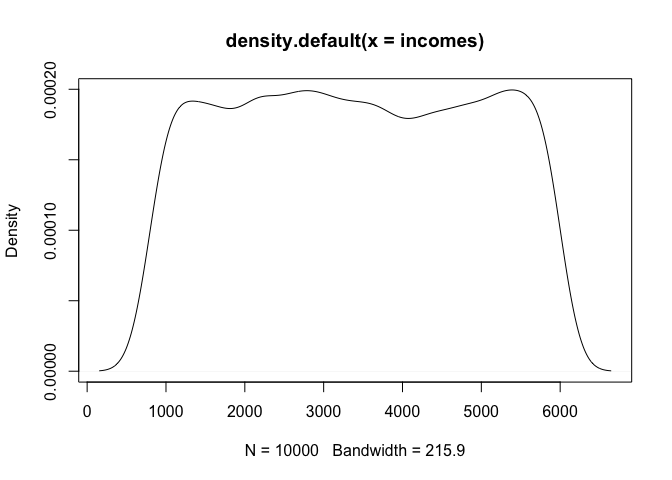 density.default(x = incomes)
Density
0.00020
0.00010
0.00000
0 1000 2000 3000 4000 5000 6000
N = 10000 Bandwidth = 215.9